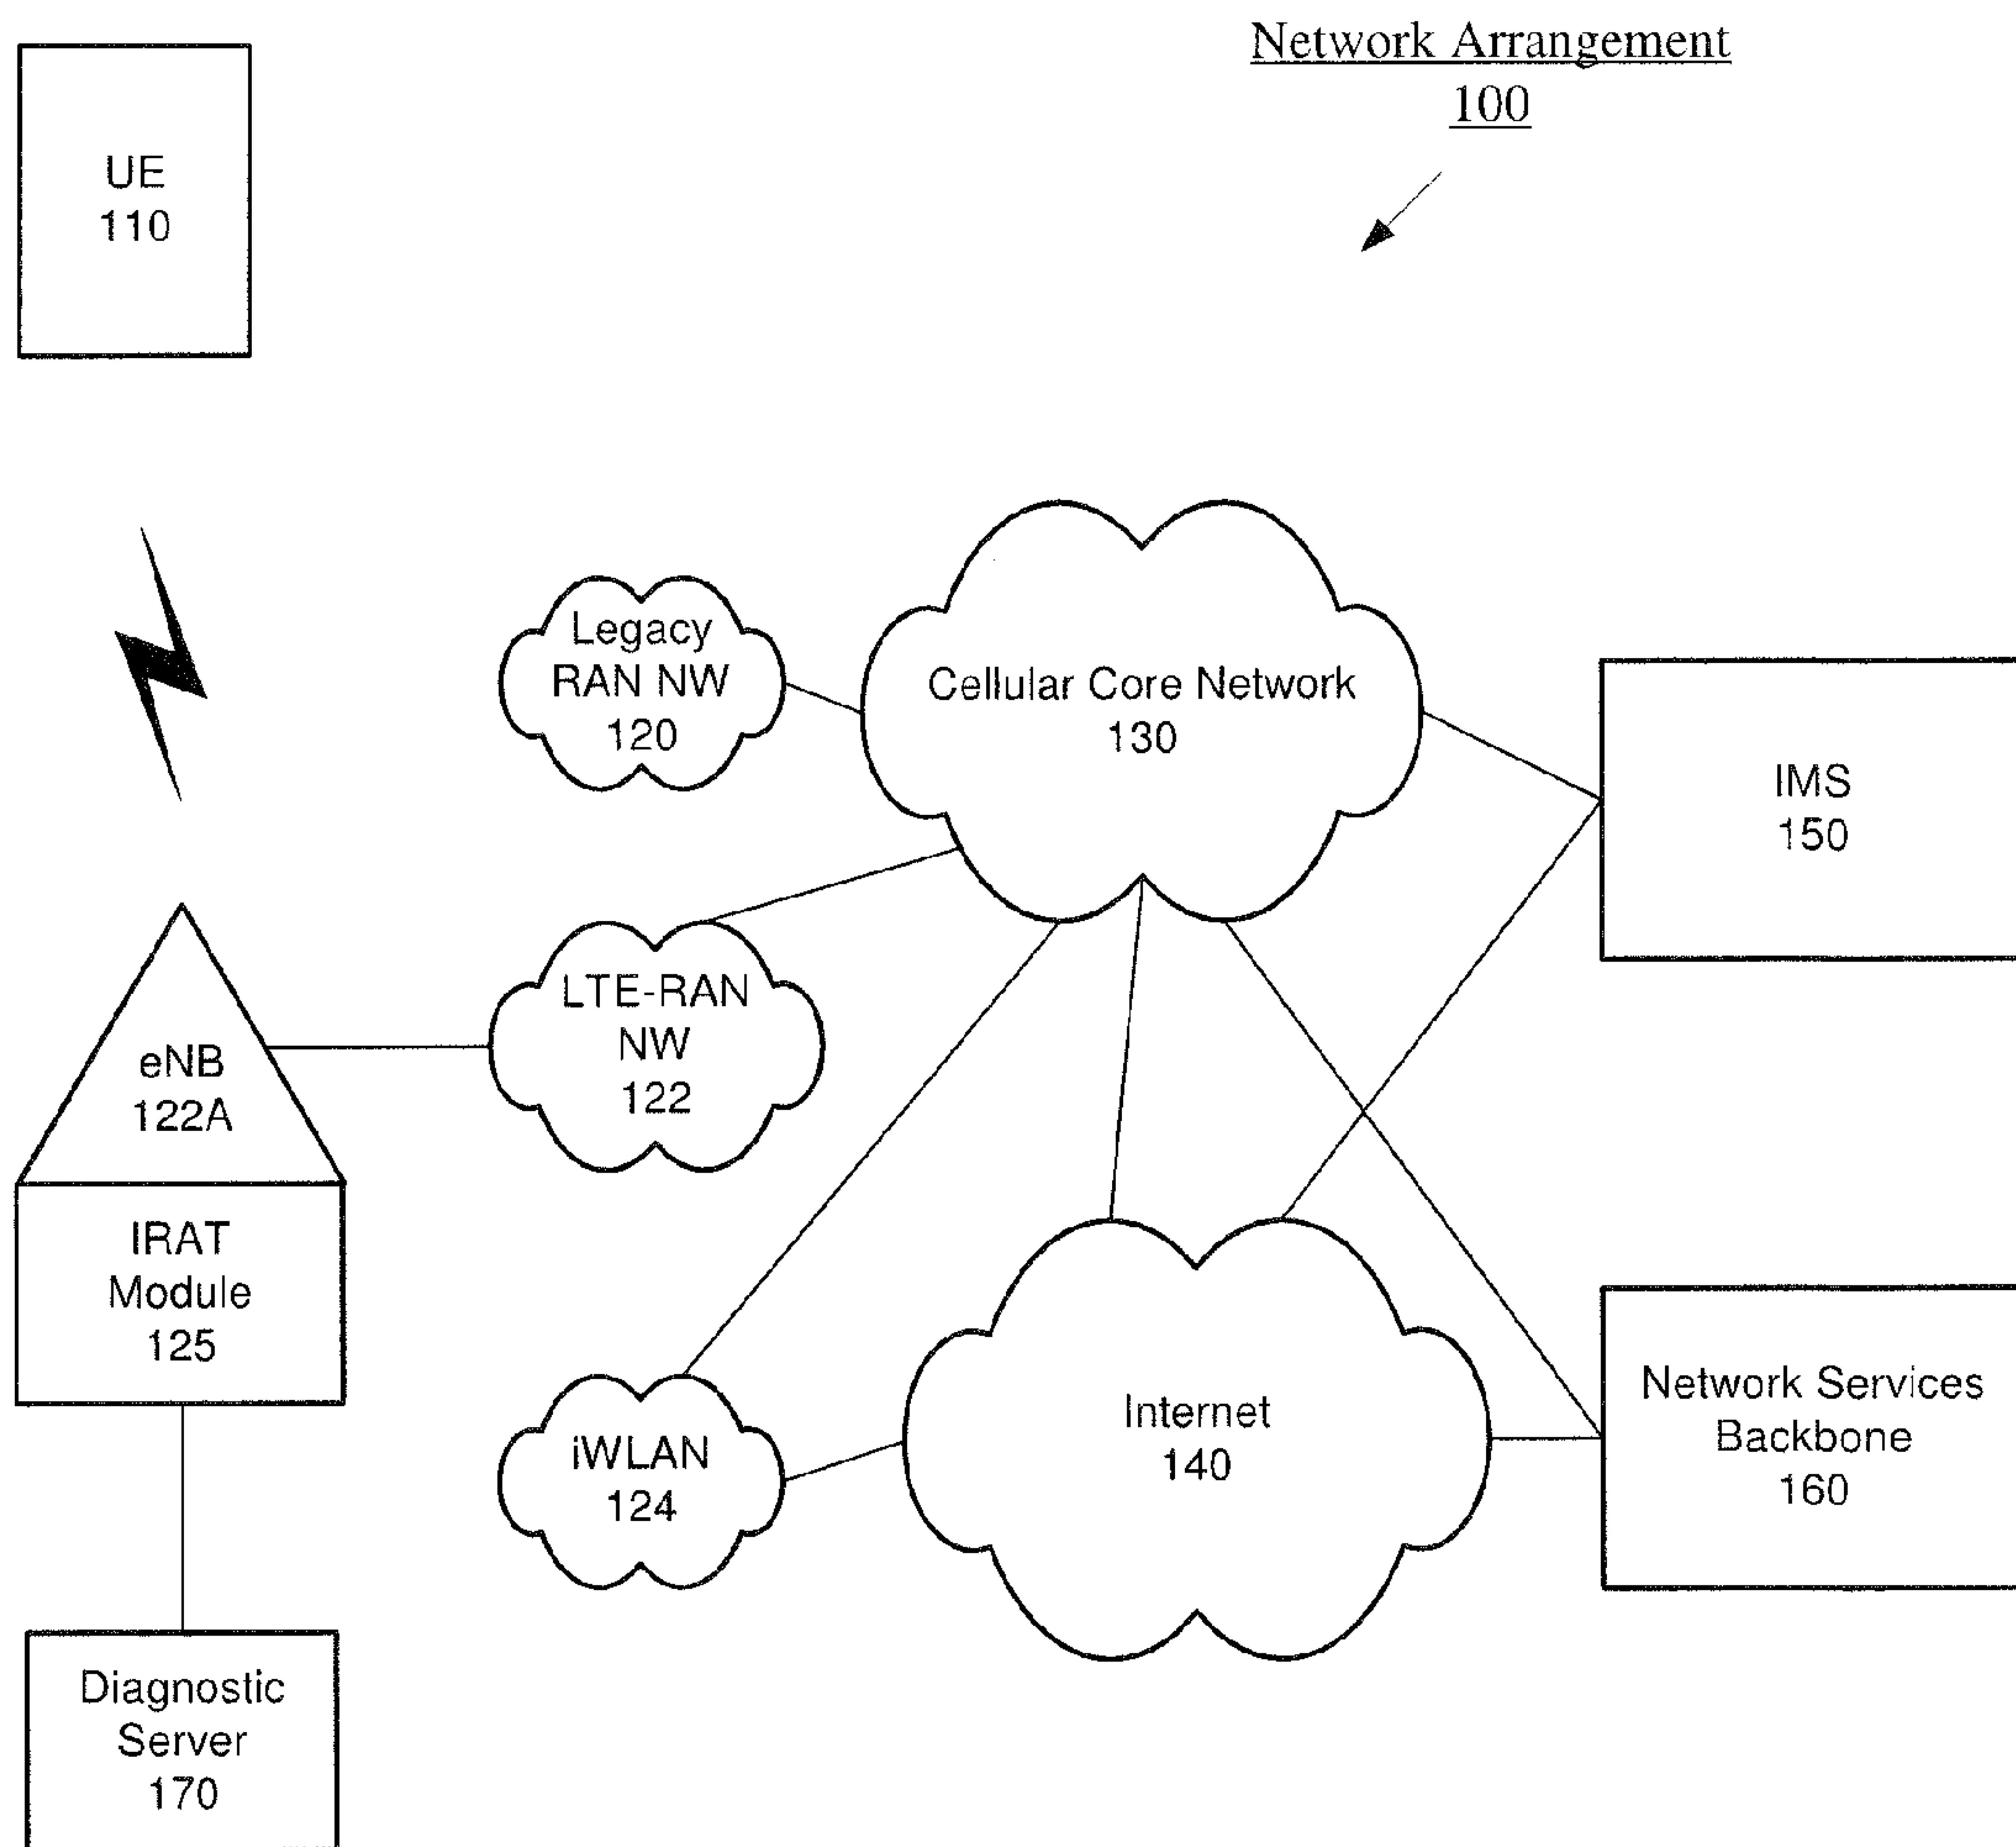 Network Arrangement
100
UE
110
Legacy
RAN NW
120
Cellular Core Network
130
IMS
150
LTE-RAN
NW
122
eNB
122A
IRAT
Module
125
iWLAN
124
Internet
140
Network Services
Backbone
160
Diagnostic
Server
170